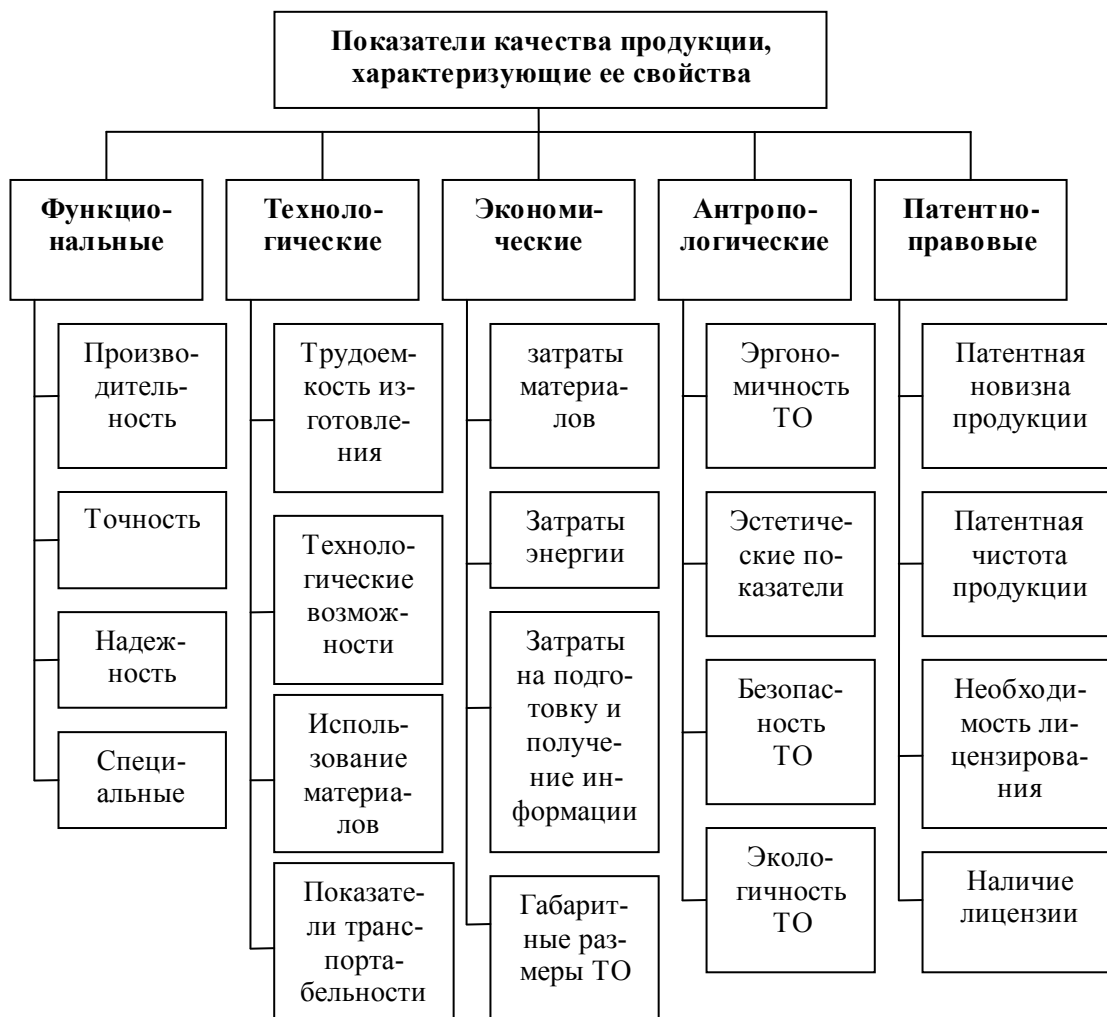 Показатели качества продукции,
характеризующие ее свойства
Функцио-
нальные
Техноло-
гические
Экономи-
ческие
Антропо-
логические
Патентно-
правовые
Произво-
дитель-
ность
Точность
Надеж-
ность
Специ-
альные
Трудоем-
кость из-
готовле-
ния
Техноло-
гические
возмож-
ности
Исполь-
зование
материа-
лов
Показате-
ли транс-
порта-
бельности
затраты
материа-
лов
Затраты
энергии
Затраты
на подго-
товку и
получе-
ние ин-
формации
Габарит-
ные раз-
меры ТО
Эргоно-
мичность
ТО
Эстетиче-
ские по-
казатели
Безопас-
ность
ТО
Эколо-
гичность
ТО
Патентная
новизна
продукции
Патентная
чистота
продукции
Необходи-
мость ли-
цензирова-
ния
Наличие
лицензии